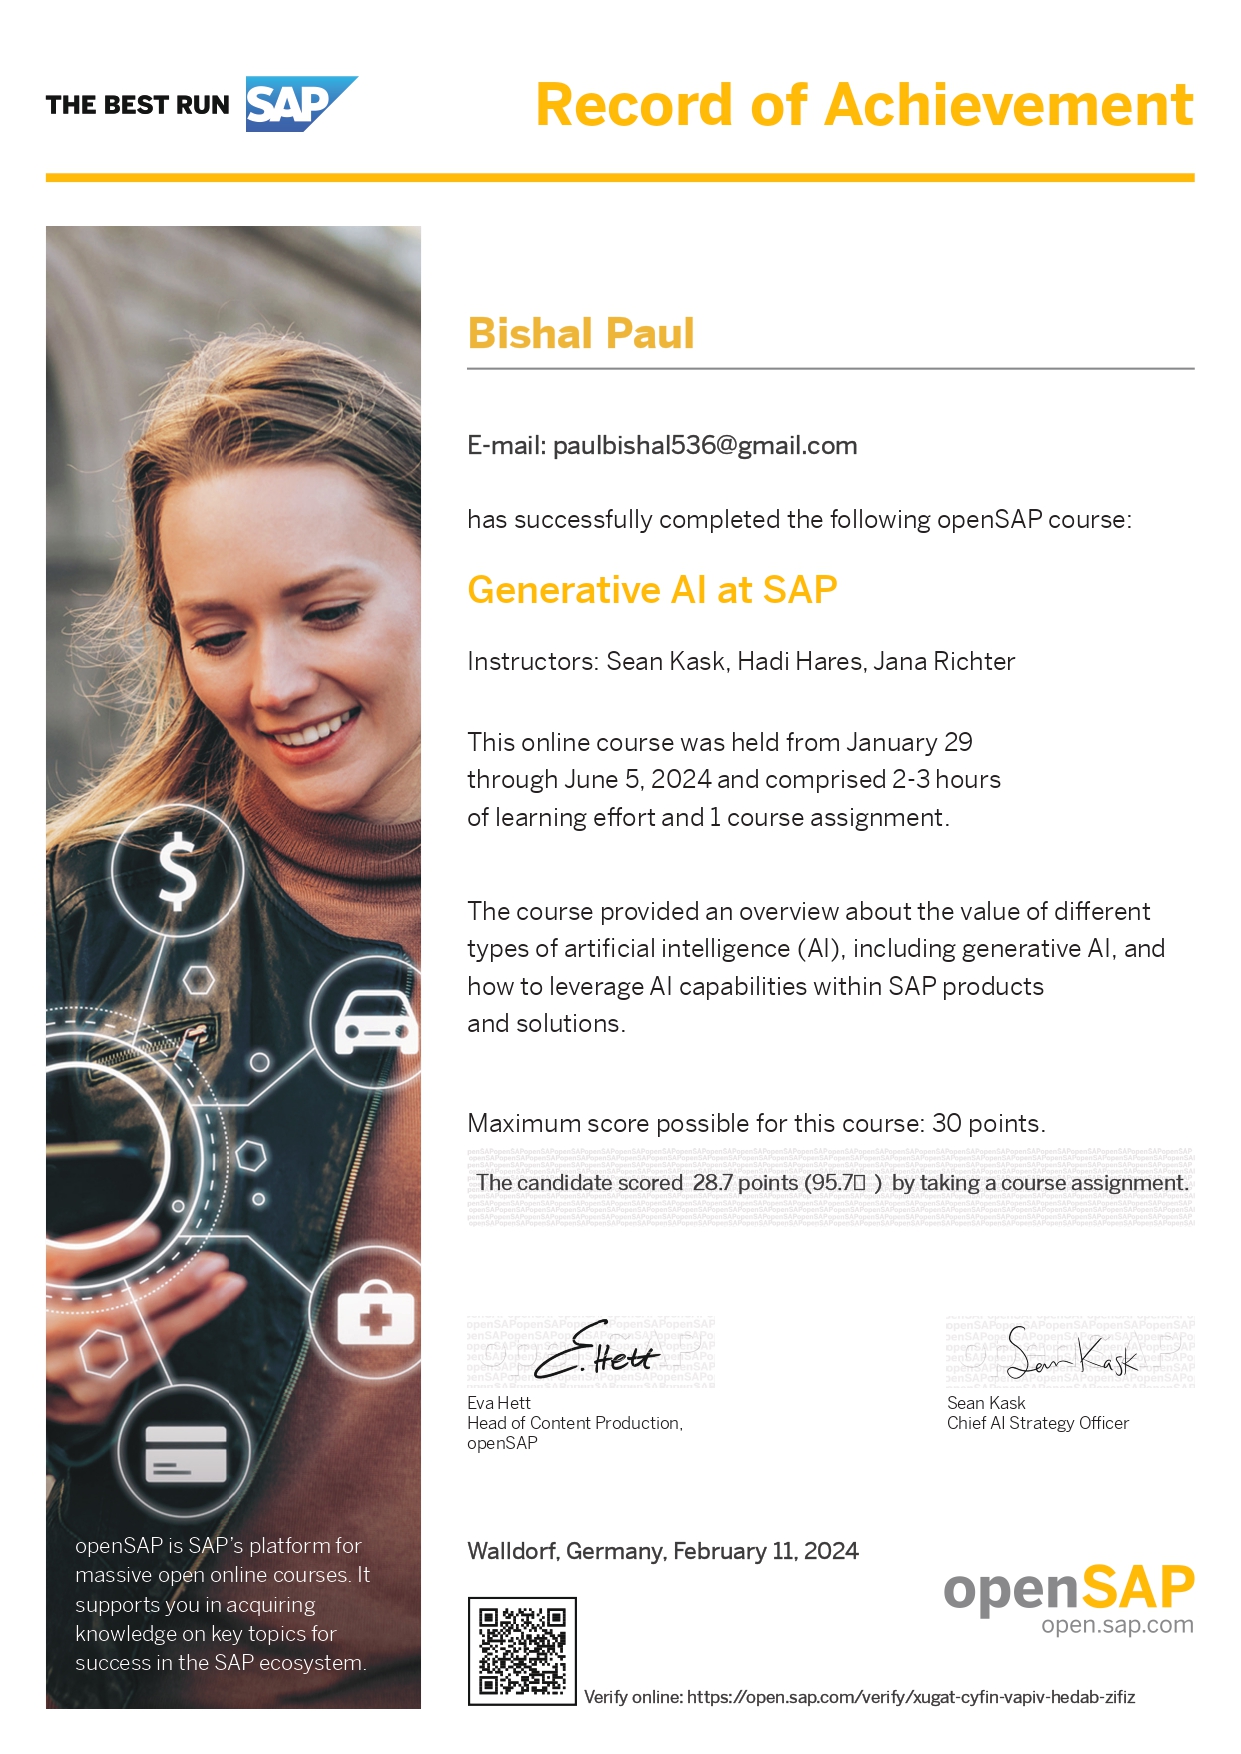 THE BEST RUN SAP
Record of Achievement
Bishal Paul
E-mail: paulbishal536@gmail.com
has successfully completed the following openSAP course:
Generative AI at SAP
Instructors: Sean Kask, Hadi Hares, Jana Richter
This online course was held from January 29
through June 5, 2024 and comprised 2-3 hours
of learning effort and 1 course assignment.
The course provided an overview about the value of different
types of artificial intelligence (AI), including generative AI, and
how to leverage AI capabilities within SAP products
and solutions.
Maximum score possible for this course: 30 points.
The candidate scored 28.7 points (95.7□ ) by taking a course assignment.
E. Hett
Eva Hett
Head of Content Production,
openSAP
Sean Kask
Sean Kask
Chief AI Strategy Officer
openSAP is SAP's platform for
massive open online courses. It
supports you in acquiring
knowledge on key topics for
success in the SAP ecosystem.
Walldorf, Germany, February 11, 2024
openSAP
open.sap.com
Verify online: https://open.sap.com/verify/xugat-cyfin-vapiv-hedab-zifiz